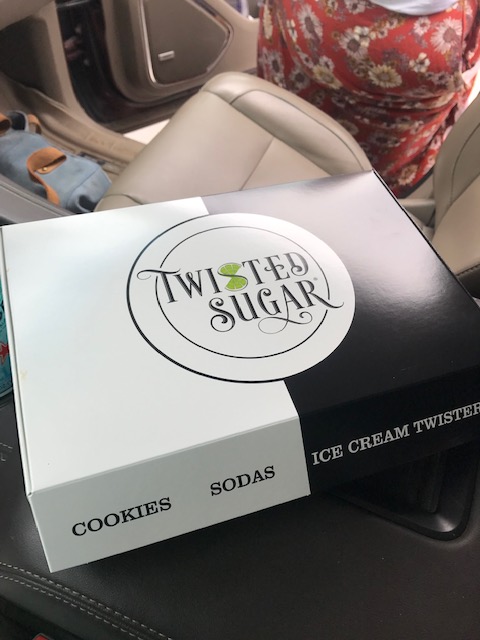 TWISTED
SUGAR
COOKIES SODAS ICE CREAM TWISTER